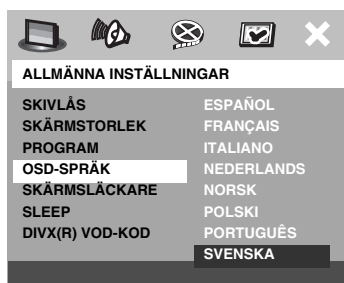 ALLMÄNNA INSTÄLLNINGAR
SKIVLÅS
SKÄRMSTORLEK
PROGRAM
OSD-SPRÄK
SKÄRMSLÄCKARE
SLEEP
DIVX(R) VOD-KOD
ESPAÑOL
FRANÇAIS
ITALIANO
NEDERLANDS
NORSK
POLSKI
PORTUGUÊS
SVENSKA